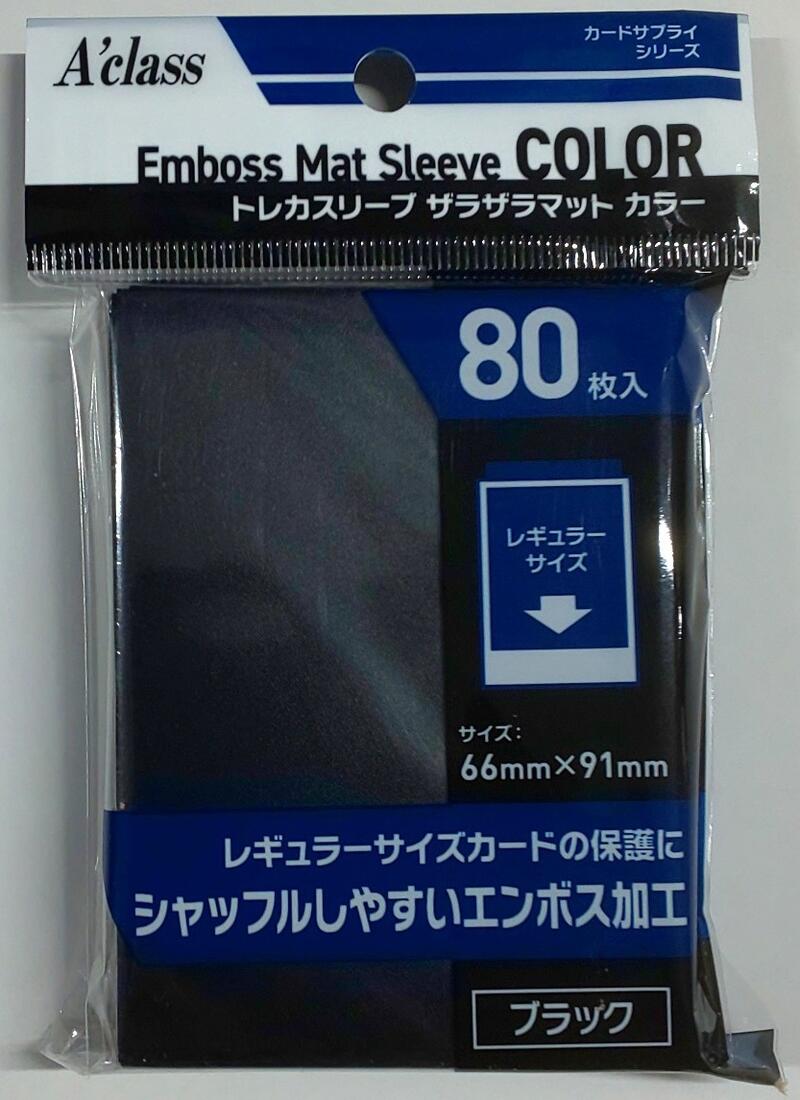 A'class
カードサプライ
シリーズ
Emboss Mat Sleeve COLOR
トレカスリーブ ザラザラマット カラー
80枚入
レギュラー
サイズ
サイズ:
66mm×91mm
レギュラーサイズカードの保護に
シャッフルしやすいエンボス加工
ブラック